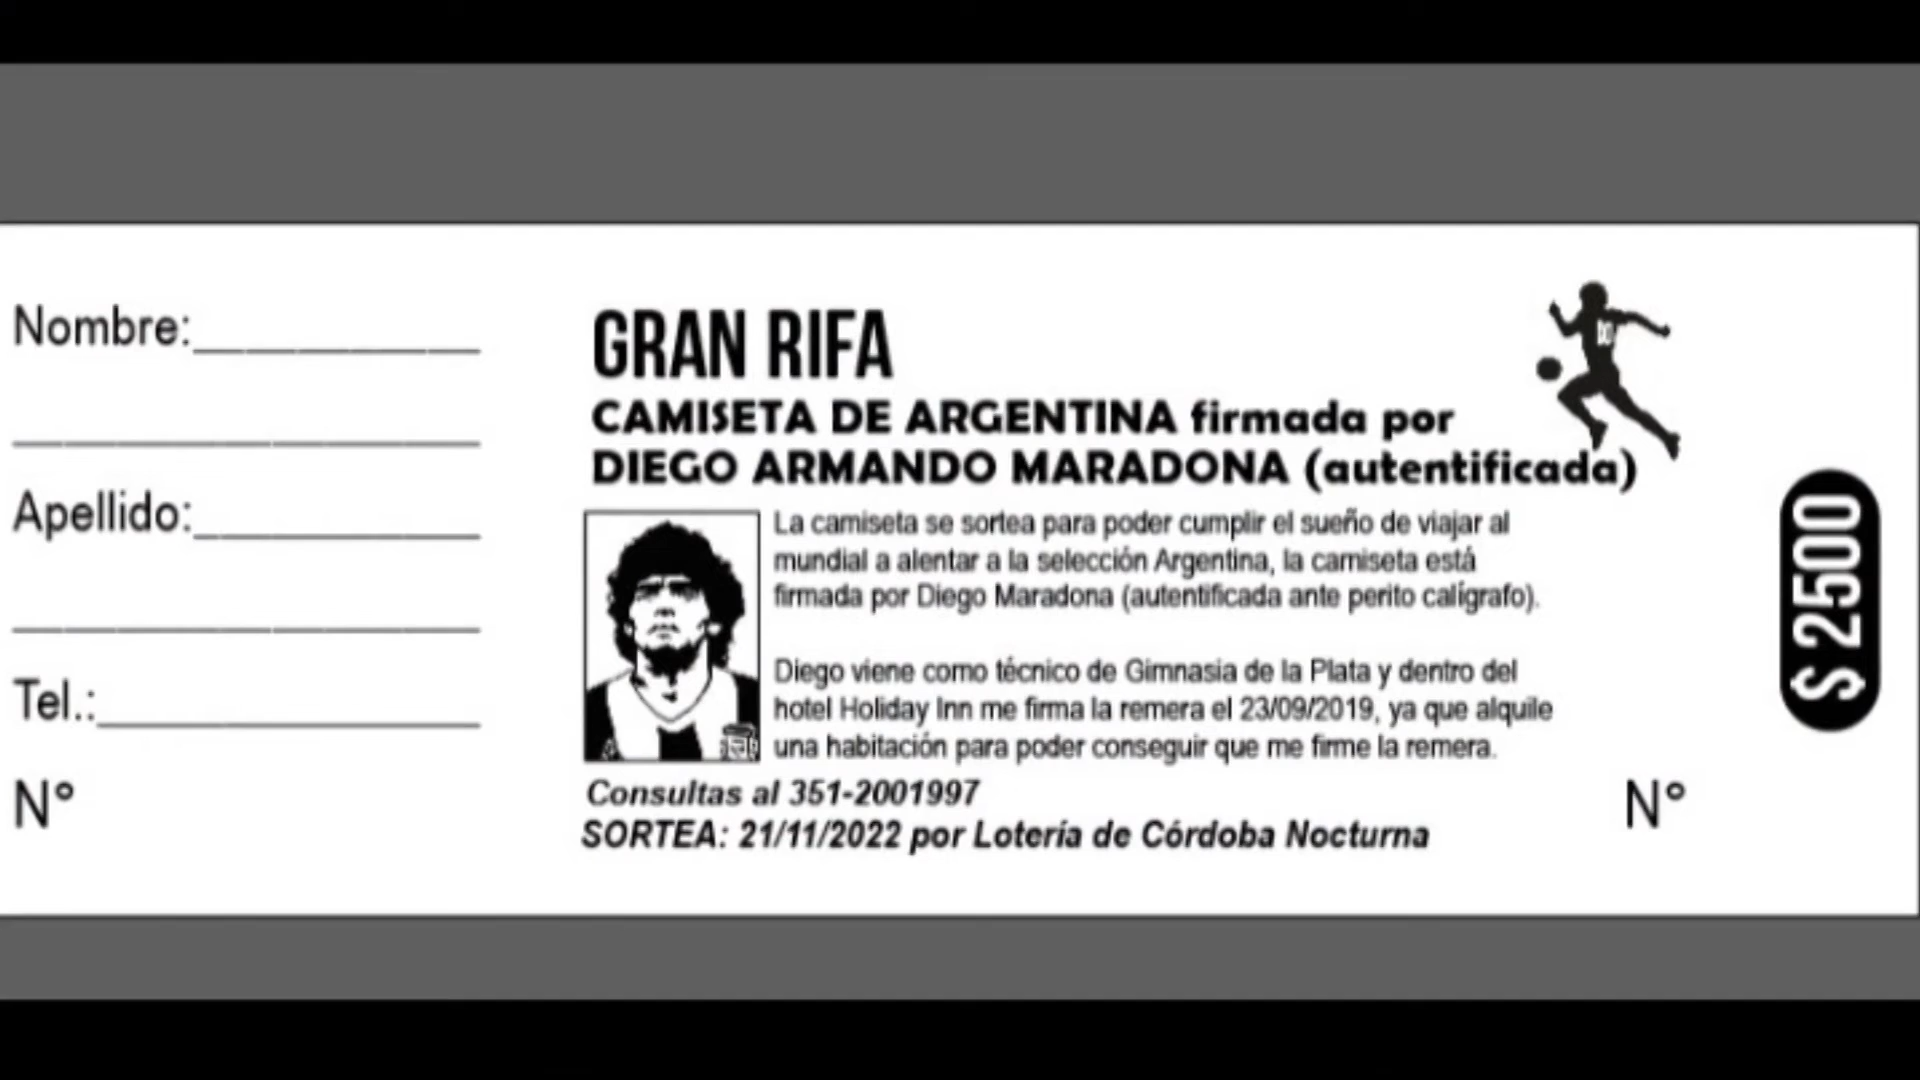 Nombre:
Apellido:
Tel.:
N°
GRAN RIFA
CAMISETA DE ARGENTINA firmada por
DIEGO ARMANDO MARADONA (autentificada)
La camiseta se sortea para poder cumplir el sueño de viajar al
mundial a alentar a la selección Argentina, la camiseta está
firmada por Diego Maradona (autentificada ante perito calígrafo).
Diego viene como técnico de Gimnasia de la Plata y dentro del
hotel Holiday Inn me firma la remera el 23/09/2019, ya que alquile
una habitación para poder conseguir que me firme la remera.
Consultas al 351-2001997
SORTEA: 21/11/2022 por Lotería de Córdoba Nocturna
N°
$ 2500